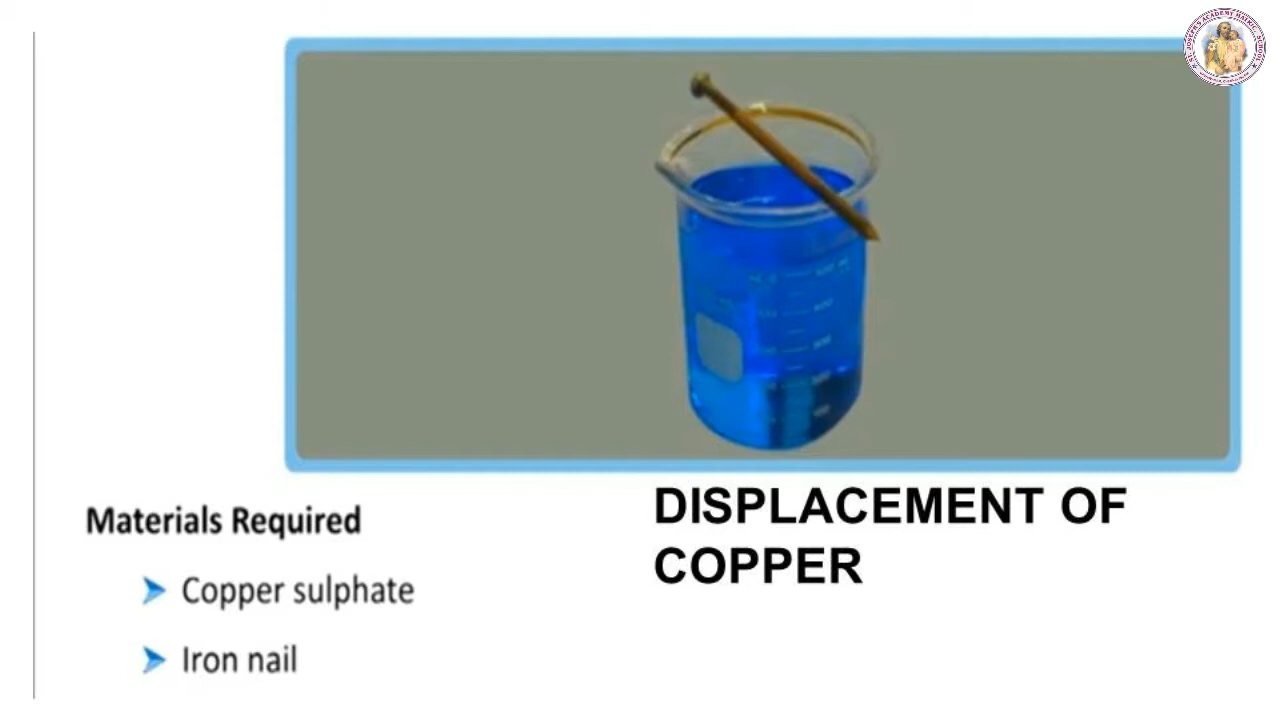 DISPLACEMENT OF
COPPER
Materials Required
Copper sulphate
Iron nail